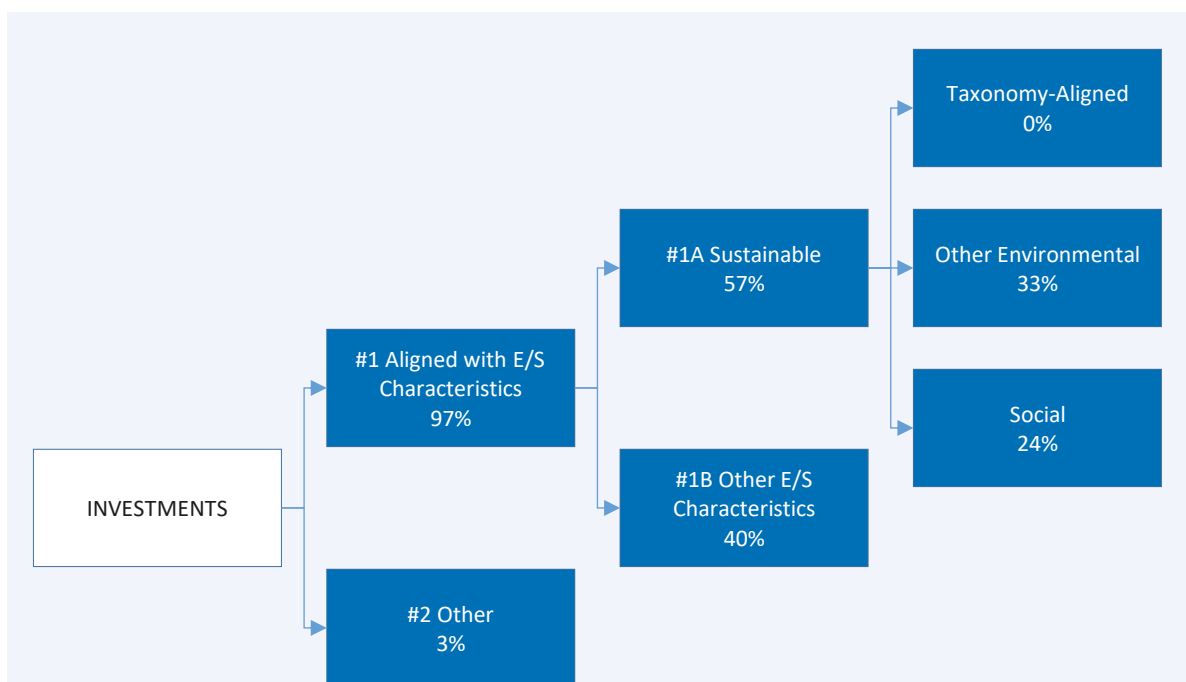 INVESTMENTS
#1 Aligned with E/S
Characteristics
97%
#2 Other
3%
#1A Sustainable
57%
#1B Other E/S
Characteristics
40%
Taxonomy-Aligned
0%
Other Environmental
33%
Social
24%